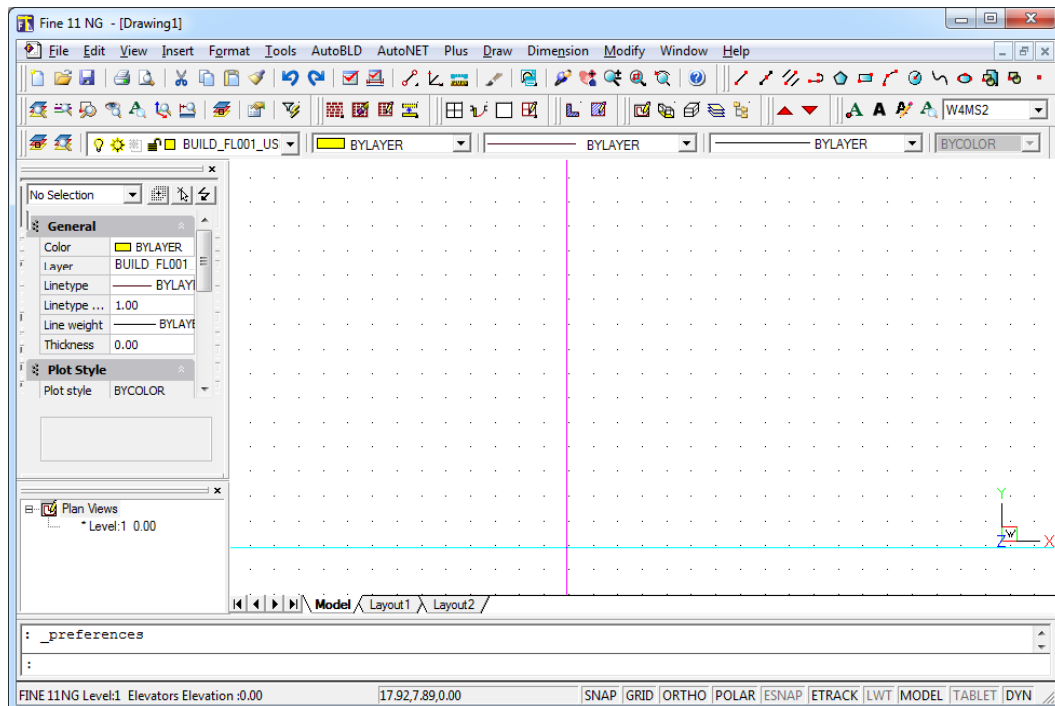 Fine 11 NG - [Drawing1]
File Edit View Insert Format Tools AutoBLD AutoNET Plus Draw Dimension Modify Window Help
W4MS2
BUILD_FL001_US BYLAYER BYLAYER BYLAYER BYCOLOR
No Selection
General
Color BYLAYER
Layer BUILD_FL001_
Linetype BYLAYI
Linetype ... 1.00
Line weight BYLAYE
Thickness 0.00
Plot Style
Plot style BYCOLOR
Plan Views
* Level:1 0.00
Y
W
Z X
Model Layout1 Layout2
: _preferences
:
FINE 11NG Level:1 Elevators Elevation :0.00 17.92,7.89,0.00 SNAP GRID ORTHO POLAR ESNAP ETRACK LWT MODEL TABLET DYN